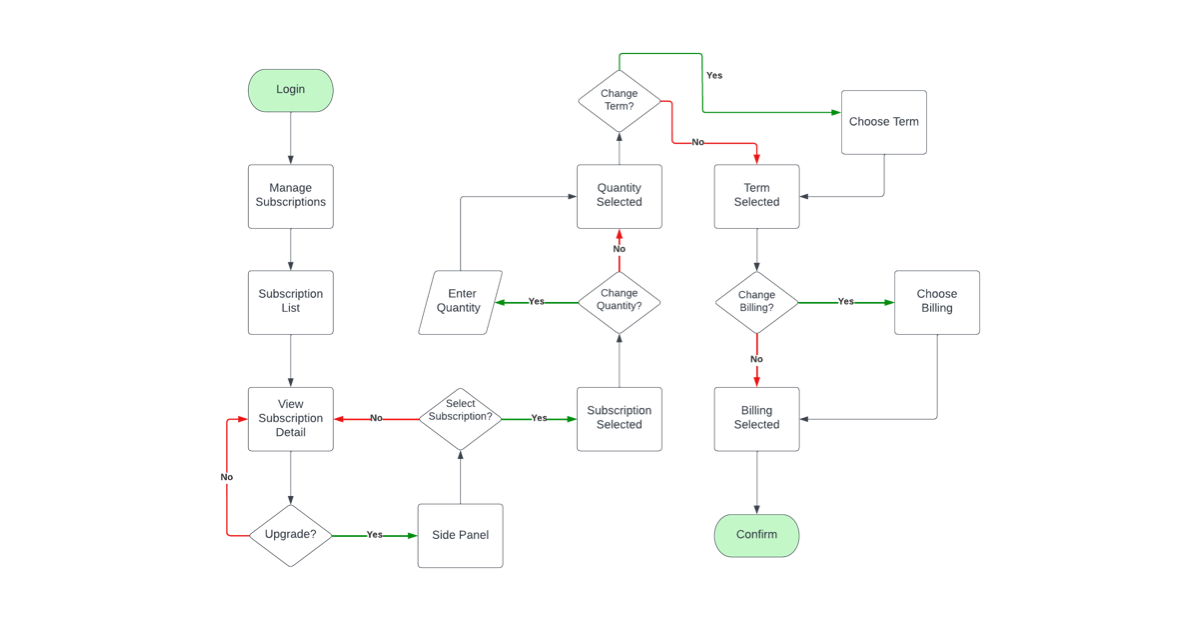 Login
Manage
Subscriptions
Subscription
List
View
Subscription
Detail
No
Upgrade?
Yes
Side Panel
Select
Subscription?
No
Yes
Subscription
Selected
Change
Quantity?
Yes
Enter
Quantity
No
Quantity
Selected
Change
Term?
Yes
Choose Term
No
Term
Selected
Change
Billing?
Yes
Choose
Billing
No
Billing
Selected
Confirm